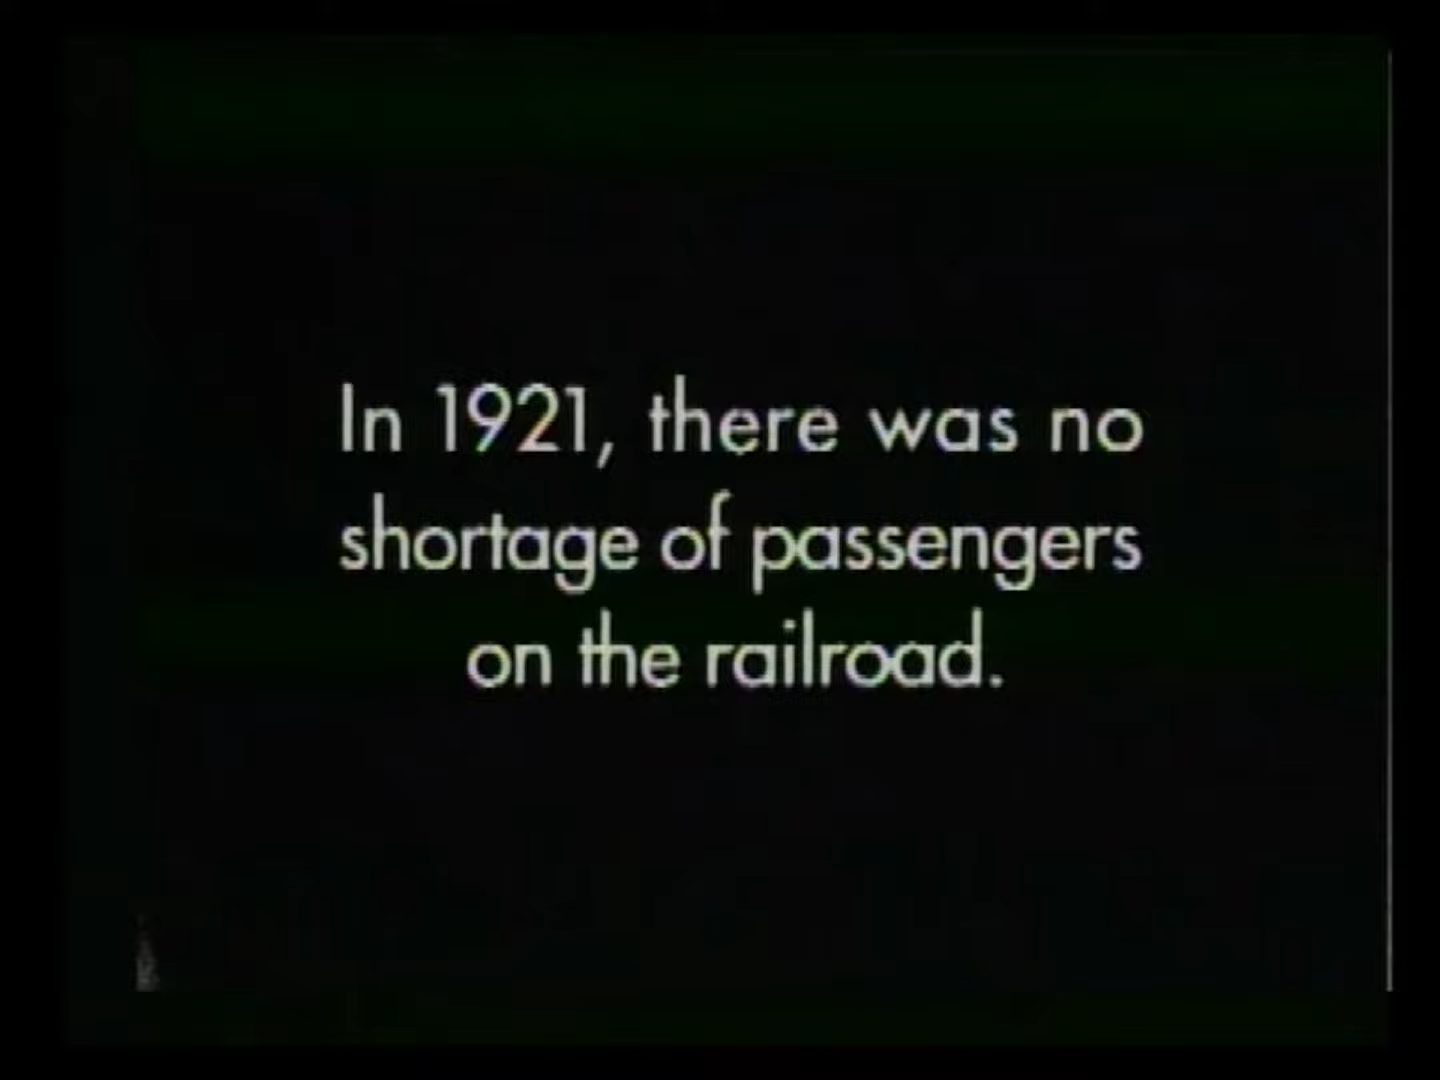 In 1921, there was no
shortage of passengers
on the railroad.